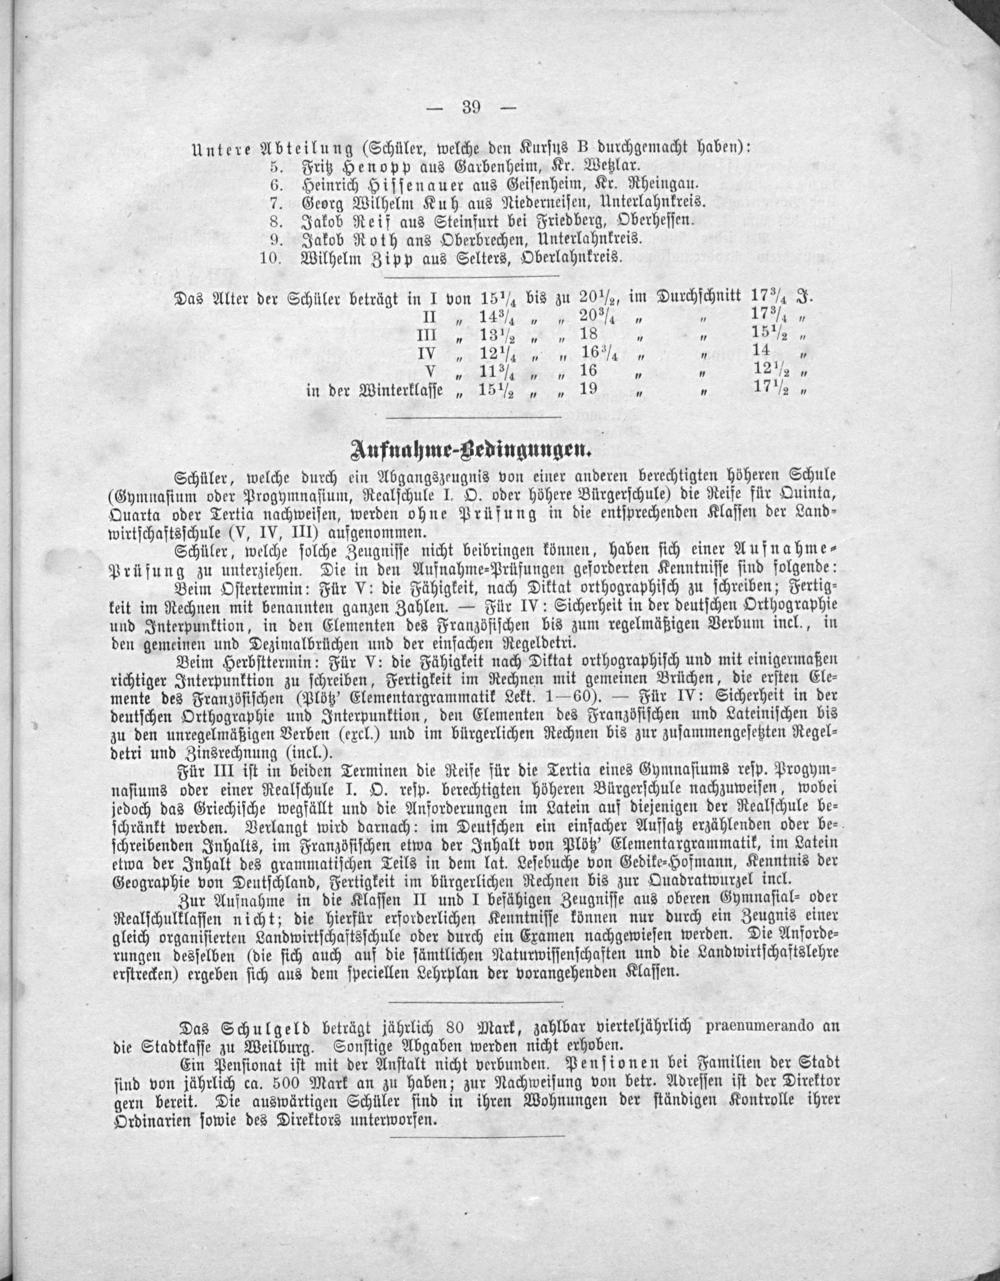 — 39 —
Untere Abteilung (Schüler, welche den Kursus B durchgemacht haben):
5. Fritz Henopp aus Garbenheim, Kr. Wetzlar.
6. Heinrich Hissenauer aus Geisenheim, Kr. Rheingau.
7. Georg Wilhelm Kuh aus Niederneisen, Unterlahnkreis.
8. Jakob Reif aus Steinfurt bei Friedberg, Oberhessen.
9. Jakob Roth aus Oberbrechen, Unterlahnkreis.
10. Wilhelm Zipp aus Selters, Oberlahnkreis.
Das Alter der Schüler beträgt in I von 15¹/₄ bis zu 20¹/₂, im Durchschnitt 17³/₄ J.
II „ 14³/₄ „ „ 20³/₄ „ „ 17³/₄ „
III „ 13¹/₂ „ „ 18 „ „ 15¹/₂ „
IV „ 12¹/₄ „ „ 16³/₄ „ „ 14 „
V „ 11³/₄ „ „ 16 „ „ 12¹/₂ „
in der Winterklasse „ 15¹/₂ „ „ 19 „ „ 17¹/₂ „
Aufnahme-Bedingungen.
Schüler, welche durch ein Abgangszeugnis von einer anderen berechtigten höheren Schule
(Gymnasium oder Progymnasium, Realschule I. O. oder höhere Bürgerschule) die Reife für Quinta,
Quarta oder Tertia nachweisen, werden ohne Prüfung in die entsprechenden Klassen der Land-
wirtschaftsschule (V, IV, III) aufgenommen.
Schüler, welche solche Zeugnisse nicht beibringen können, haben sich einer Aufnahme-
Prüfung zu unterziehen. Die in den Aufnahme-Prüfungen geforderten Kenntnisse sind folgende:
Beim Ostertermin: Für V: die Fähigkeit, nach Diktat orthographisch zu schreiben; Fertig-
keit im Rechnen mit benannten ganzen Zahlen. — Für IV: Sicherheit in der deutschen Orthographie
und Interpunktion, in den Elementen des Französischen bis zum regelmäßigen Verbum incl., in
den gemeinen und Dezimalbrüchen und der einfachen Regeldetri.
Beim Herbsttermin: Für V: die Fähigkeit nach Diktat orthographisch und mit einigermaßen
richtiger Interpunktion zu schreiben, Fertigkeit im Rechnen mit gemeinen Brüchen, die ersten Ele-
mente des Französischen (Plötz' Elementargrammatik Lekt. 1—60). — Für IV: Sicherheit in der
deutschen Orthographie und Interpunktion, den Elementen des Französischen und Lateinischen bis
zu den unregelmäßigen Verben (excl.) und im bürgerlichen Rechnen bis zur zusammengesetzten Regel-
detri und Zinsrechnung (incl.).
Für III ist in beiden Terminen die Reife für die Tertia eines Gymnasiums resp. Progym-
nasiums oder einer Realschule I. O. resp. berechtigten höheren Bürgerschule nachzuweisen, wobei
jedoch das Griechische wegfällt und die Anforderungen im Latein auf diejenigen der Realschule be-
schränkt werden. Verlangt wird darnach: im Deutschen ein einfacher Aufsatz erzählenden oder be-
schreibenden Inhalts, im Französischen etwa der Inhalt von Plötz' Elementargrammatik, im Latein
etwa der Inhalt des grammatischen Teils in dem lat. Lesebuche von Gedike-Hofmann, Kenntnis der
Geographie von Deutschland, Fertigkeit im bürgerlichen Rechnen bis zur Quadratwurzel incl.
Zur Aufnahme in die Klassen II und I befähigen Zeugnisse aus oberen Gymnasial- oder
Realschulklassen nicht; die hierfür erforderlichen Kenntnisse können nur durch ein Zeugnis einer
gleich organisierten Landwirtschaftsschule oder durch ein Examen nachgewiesen werden. Die Anforde-
rungen desselben (die sich auch auf die sämtlichen Naturwissenschaften und die Landwirtschaftslehre
erstrecken) ergeben sich aus dem speciellen Lehrplan der vorangehenden Klassen.
Das Schulgeld beträgt jährlich 80 Mark, zahlbar vierteljährlich praenumerando an
die Stadtkasse zu Weilburg. Sonstige Abgaben werden nicht erhoben.
Ein Pensionat ist mit der Anstalt nicht verbunden. Pensionen bei Familien der Stadt
sind von jährlich ca. 500 Mark an zu haben; zur Nachweisung von betr. Adressen ist der Direktor
gern bereit. Die auswärtigen Schüler sind in ihren Wohnungen der ständigen Kontrolle ihrer
Ordinarien sowie des Direktors unterworfen.